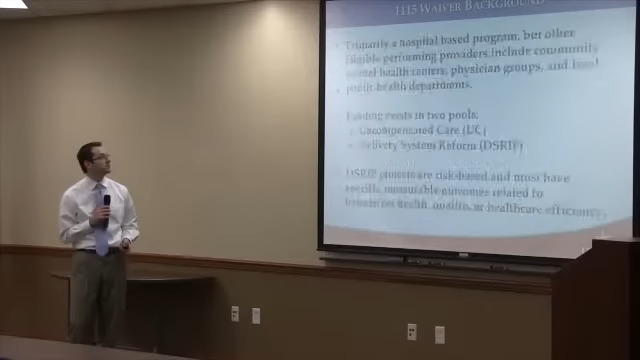 1115 WAIVER BACKGROUND
Primarily a hospital based program, but other
eligible performing providers include community
mental health centers, physician groups, and local
public health departments.
Funding exists in two pools:
Uncompensated Care (UC)
Delivery System Reform (DSRIP)
DSRIP projects are risk-based and must have
specific, measurable outcomes related to
health, quality, or healthcare efficiency.